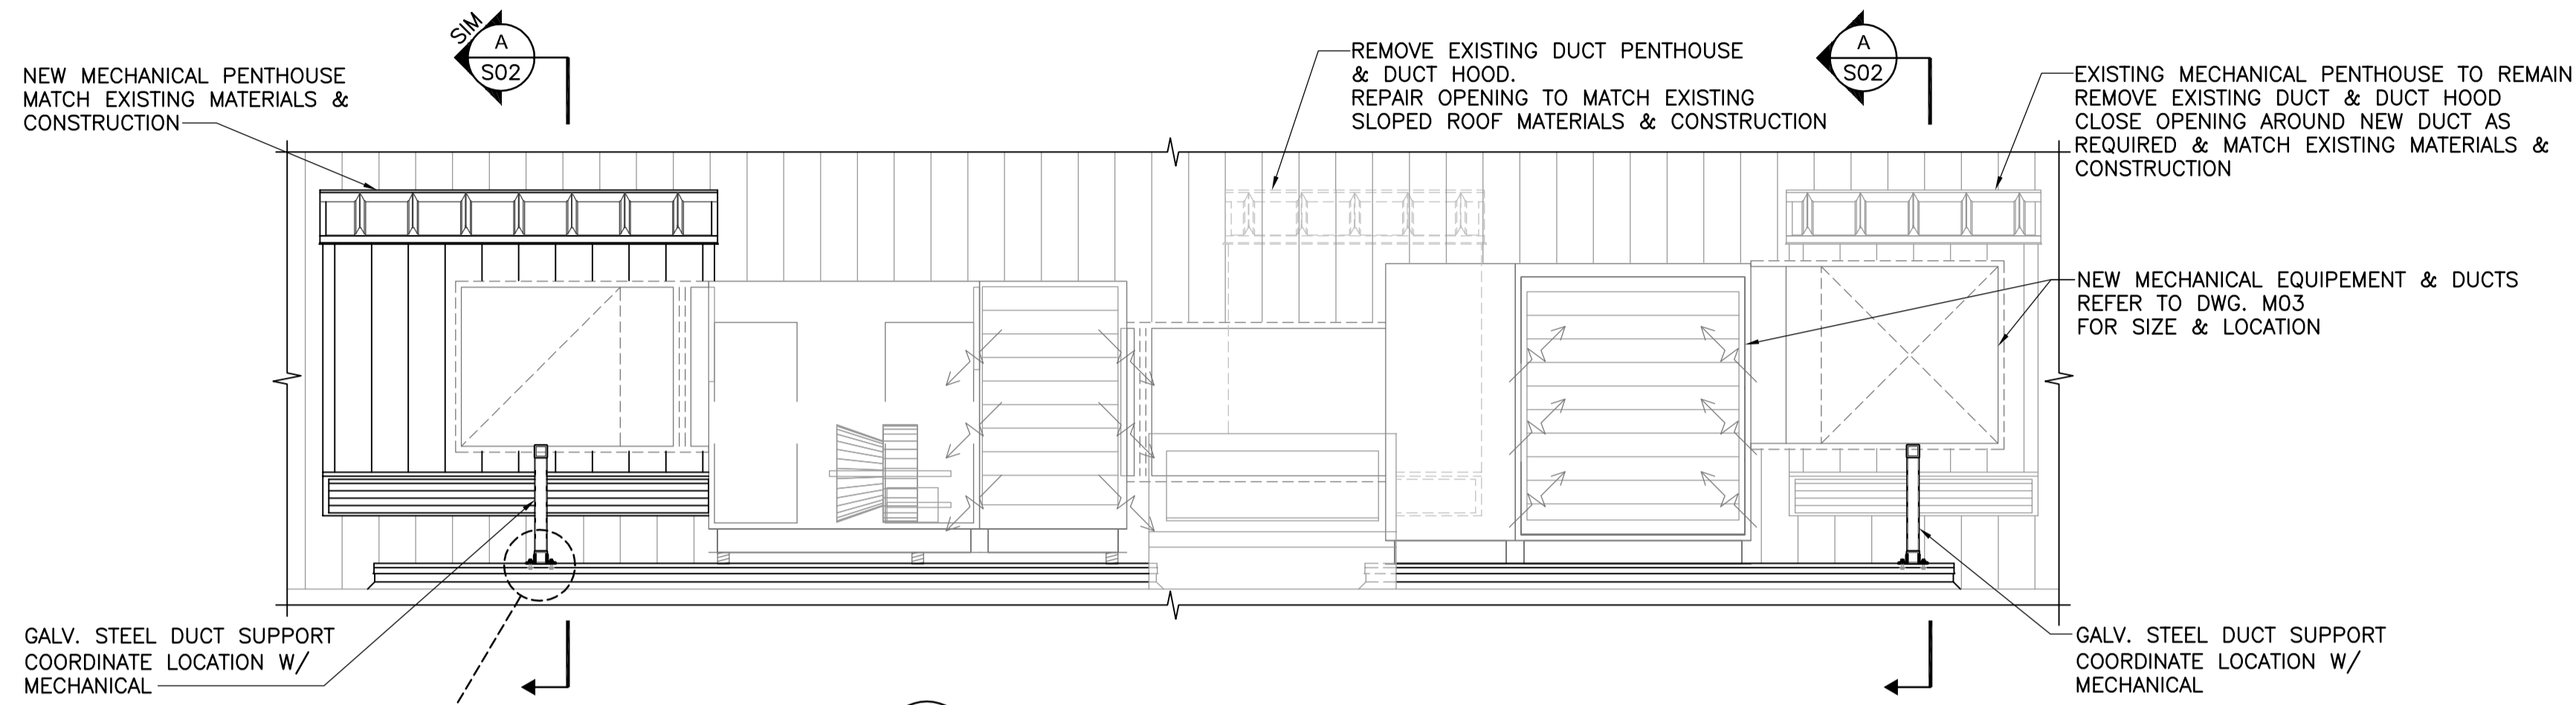 SIM
A
S02
A
S02
NEW MECHANICAL PENTHOUSE
MATCH EXISTING MATERIALS &
CONSTRUCTION
REMOVE EXISTING DUCT PENTHOUSE
& DUCT HOOD.
REPAIR OPENING TO MATCH EXISTING
SLOPED ROOF MATERIALS & CONSTRUCTION
EXISTING MECHANICAL PENTHOUSE TO REMAIN
REMOVE EXISTING DUCT & DUCT HOOD
CLOSE OPENING AROUND NEW DUCT AS
REQUIRED & MATCH EXISTING MATERIALS &
CONSTRUCTION
NEW MECHANICAL EQUIPEMENT & DUCTS
REFER TO DWG. M03
FOR SIZE & LOCATION
GALV. STEEL DUCT SUPPORT
COORDINATE LOCATION W/
MECHANICAL
GALV. STEEL DUCT SUPPORT
COORDINATE LOCATION W/
MECHANICAL